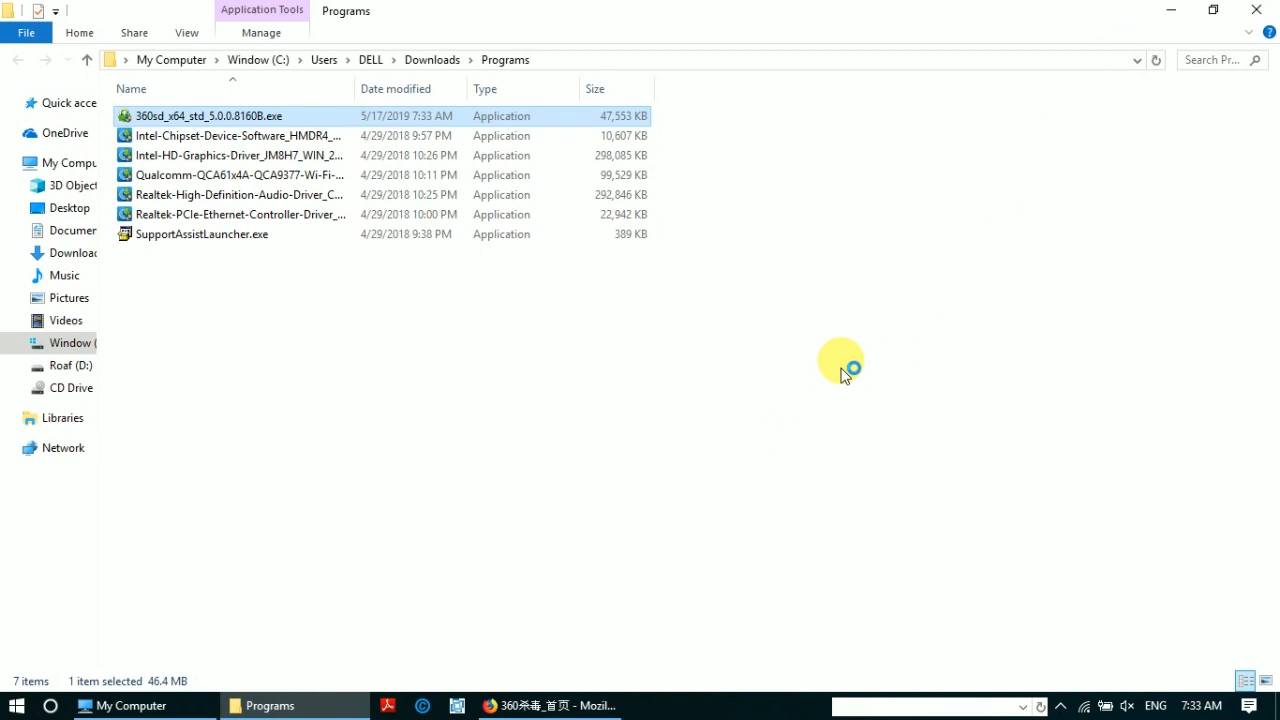 Application Tools
Programs
File
Home
Share
View
Manage
My Computer
Window (C:)
Users
DELL
Downloads
Programs
Search Pr...
Name
Date modified
Type
Size
360sd_x64_std_5.0.0.8160B.exe 5/17/2019 7:33 AM Application 47,553 KB
Intel-Chipset-Device-Software_HMDR4_... 4/29/2018 9:57 PM Application 10,607 KB
Intel-HD-Graphics-Driver_JM8H7_WIN_2... 4/29/2018 10:26 PM Application 298,085 KB
Qualcomm-QCA61x4A-QCA9377-Wi-Fi-... 4/29/2018 10:11 PM Application 99,529 KB
Realtek-High-Definition-Audio-Driver_C... 4/29/2018 10:25 PM Application 292,846 KB
Realtek-PCIe-Ethernet-Controller-Driver_... 4/29/2018 10:00 PM Application 22,942 KB
SupportAssistLauncher.exe 4/29/2018 9:38 PM Application 389 KB
Quick acce
OneDrive
My Compu
3D Object
Desktop
Documer
Downloac
Music
Pictures
Videos
Window (
Roaf (D:)
CD Drive
Libraries
Network
7 items
1 item selected 46.4 MB
My Computer
Programs
360杀毒_首页 - Mozil...
ENG
7:33 AM